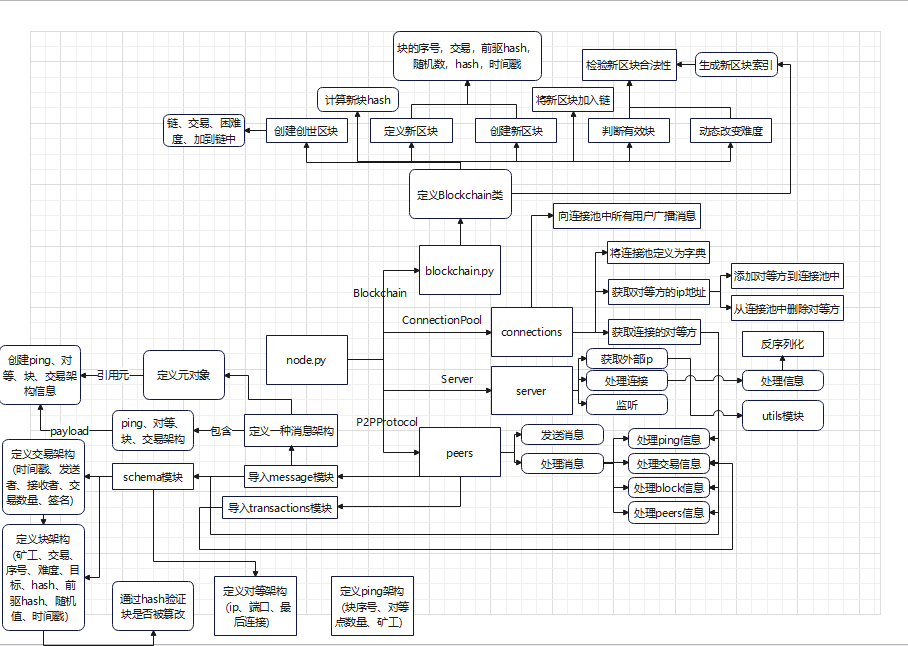 块的序号，交易，前驱hash，
随机数，hash，时间戳
检验新区块合法性
生成新区块索引
计算新块hash
将新区块加入链
链、交易、困难
度、加到链中
创建创世区块
定义新区块
创建新区块
判断有效块
动态改变难度
定义Blockchain类
向连接池中所有用户广播消息
将连接池定义为字典
blockchain.py
添加对等方到连接池中
Blockchain
获取对等方的ip地址
从连接池中删除对等方
ConnectionPool
connections
获取连接的对等方
反序列化
node.py
创建ping、对
等、块、交易架
构信息
引用元
定义元对象
获取外部ip
Server
server
处理连接
处理信息
监听
utils模块
ping、对等、
块、交易架构
包含
定义一种消息架构
P2PProtocol
payload
peers
发送消息
处理ping信息
定义交易架构
（时间戳、发送
者、接收者、交
易数量、签名）
处理消息
处理交易信息
schema模块
导入message模块
处理block信息
导入transactions模块
处理peers信息
定义块架构
（矿工、交易、
序号、难度、目
标、hash、前
驱hash、随机
值、时间戳）
通过hash验证
块是否被篡改
定义对等架构
（ip、端口、最
后连接）
定义ping架构
（块序号、对等
点数量、矿工）